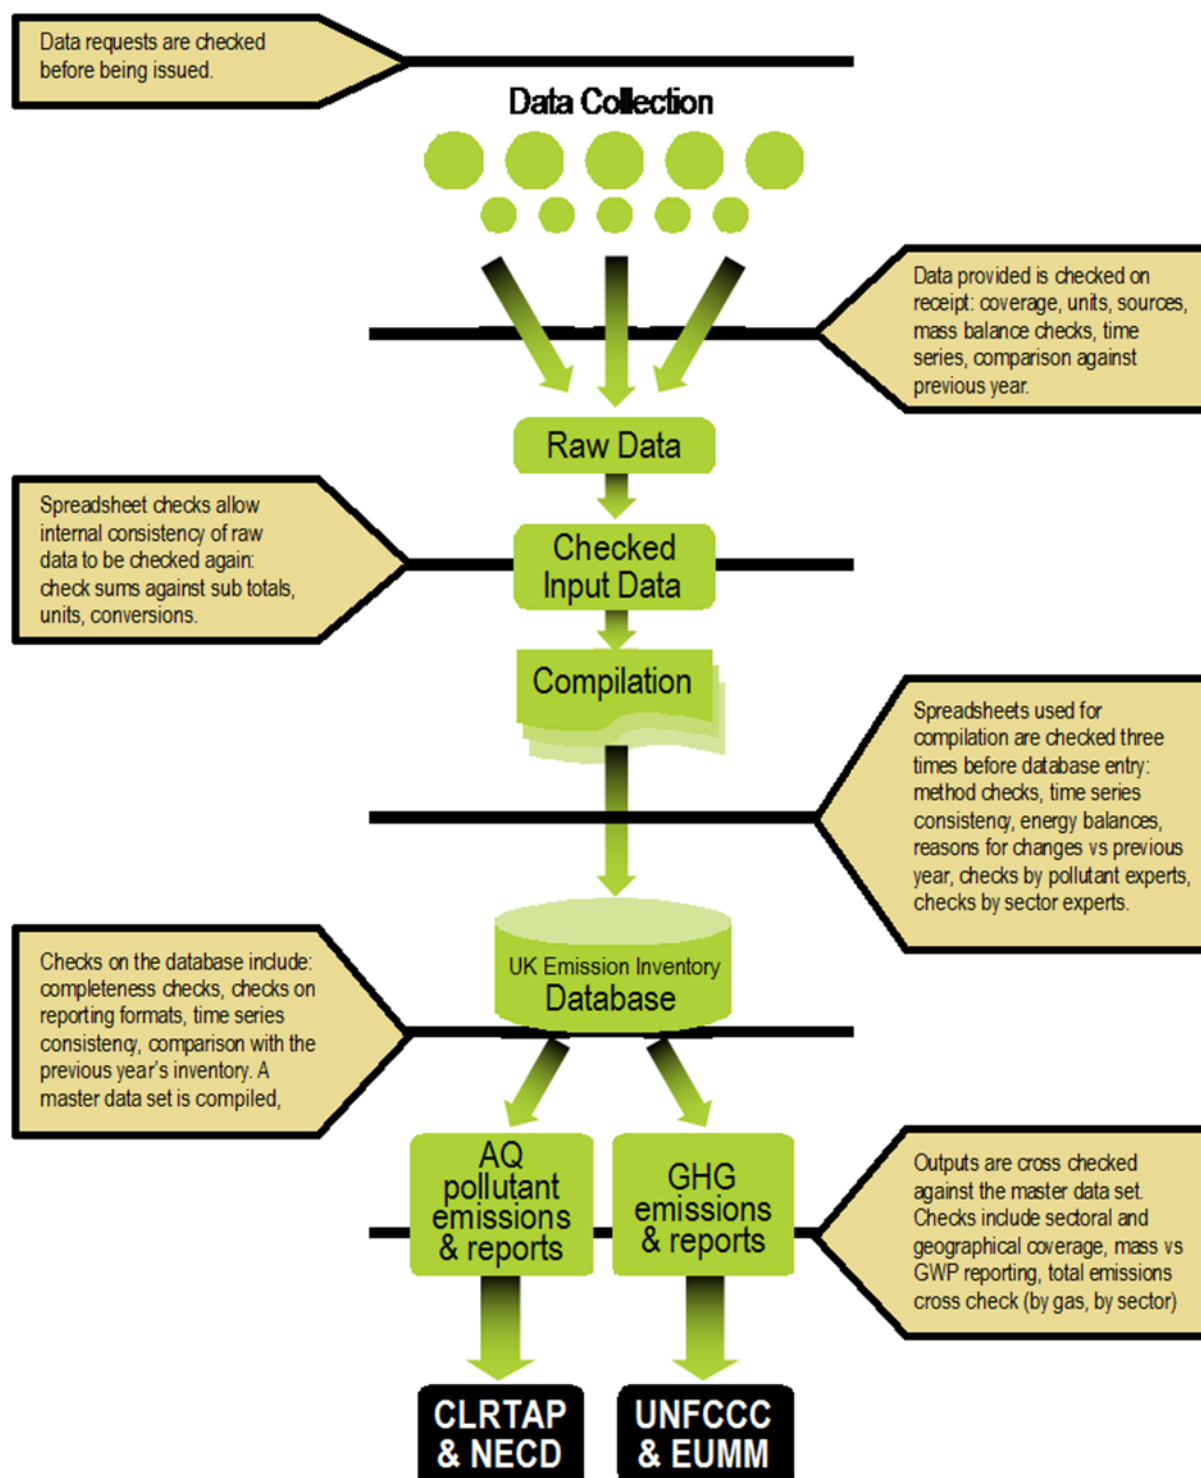 Data requests are checked
before being issued.
Data Collection
Data provided is checked on
receipt: coverage, units, sources,
mass balance checks, time
series, comparison against
previous year.
Raw Data
Spreadsheet checks allow
internal consistency of raw
data to be checked again:
check sums against sub totals,
units, conversions.
Checked
Input Data
Compilation
Spreadsheets used for
compilation are checked three
times before database entry:
method checks, time series
consistency, energy balances,
reasons for changes vs previous
year, checks by pollutant experts,
checks by sector experts.
UK Emission Inventory
Database
Checks on the database include:
completeness checks, checks on
reporting formats, time series
consistency, comparison with the
previous year's inventory. A
master data set is compiled,
AQ
pollutant
emissions
& reports
GHG
emissions
& reports
Outputs are cross checked
against the master data set.
Checks include sectoral and
geographical coverage, mass vs
GWP reporting, total emissions
cross check (by gas, by sector)
CLRTAP
& NECD
UNFCCC
& EUMM